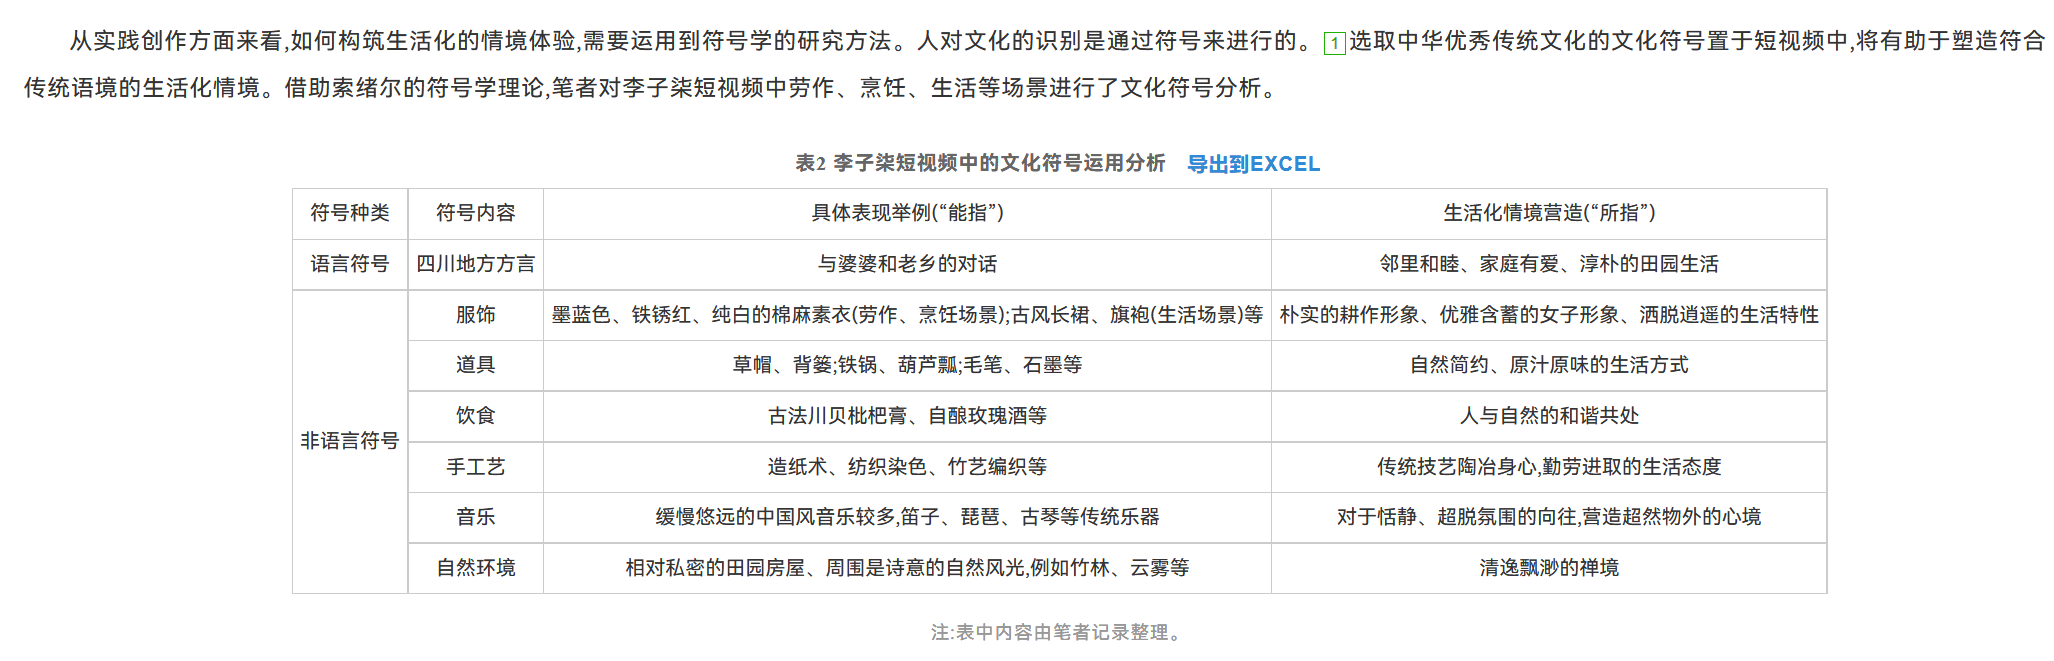 从实践创作方面来看,如何构筑生活化的情境体验,需要运用到符号学的研究方法。人对文化的识别是通过符号来进行的。 1 选取中华优秀传统文化的文化符号置于短视频中,将有助于塑造符合
传统语境的生活化情境。借助索绪尔的符号学理论,笔者对李子柒短视频中劳作、烹饪、生活等场景进行了文化符号分析。
表2 李子柒短视频中的文化符号运用分析 导出到EXCEL
符号种类 符号内容 具体表现举例(“能指”) 生活化情境营造(“所指”)
语言符号 四川地方方言 与婆婆和老乡的对话 邻里和睦、家庭有爱、淳朴的田园生活
服饰 墨蓝色、铁锈红、纯白的棉麻素衣(劳作、烹饪场景);古风长裙、旗袍(生活场景)等 朴实的耕作形象、优雅含蓄的女子形象、洒脱逍遥的生活特性
道具 草帽、背篓;铁锅、葫芦瓢;毛笔、石墨等 自然简约、原汁原味的生活方式
饮食 古法川贝枇杷膏、自酿玫瑰酒等 人与自然的和谐共处
非语言符号
手工艺 造纸术、纺织染色、竹艺编织等 传统技艺陶冶身心,勤劳进取的生活态度
音乐 缓慢悠远的中国风音乐较多,笛子、琵琶、古琴等传统乐器 对于恬静、超脱氛围的向往,营造超然物外的心境
自然环境 相对私密的田园房屋、周围是诗意的自然风光,例如竹林、云雾等 清逸飘渺的禅境
注:表中内容由笔者记录整理。